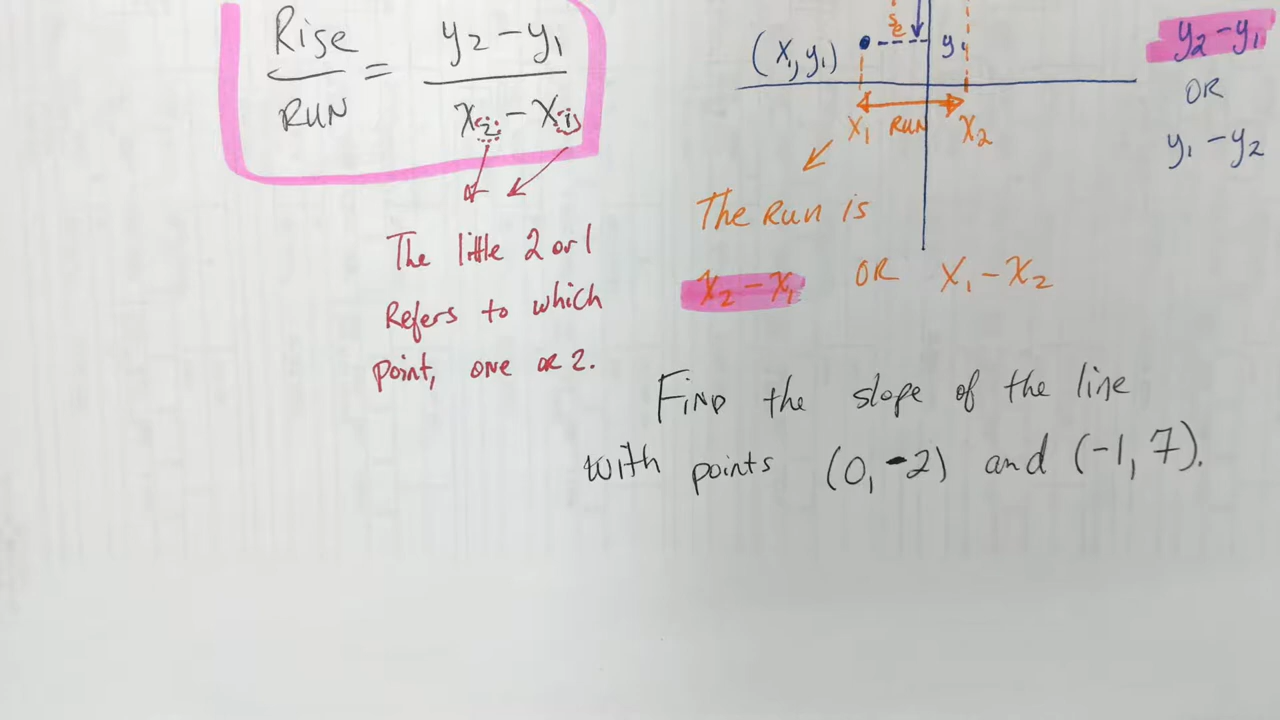 Rise
RUN
=
y₂ - y₁
x₂ - x₁
The little 2 or 1
Refers to which
point, one or 2.
(x₁, y₁)
se
y₁
x₁ RUN x₂
The Run is
x₂ - x₁ OR x₁ - x₂
y₂ - y₁
OR
y₁ - y₂
Find the slope of the line
with points (0, -2) and (-1, 7).